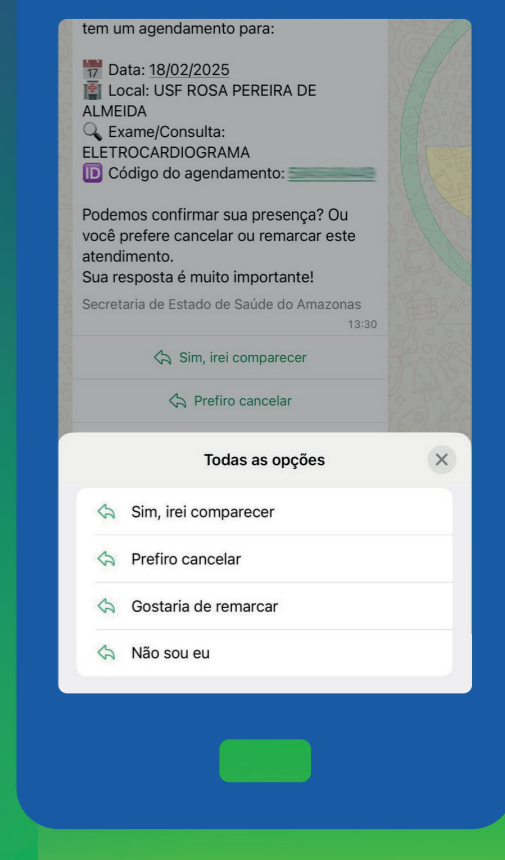 tem um agendamento para:
17 Data: 18/02/2025
Local: USF ROSA PEREIRA DE
ALMEIDA
Exame/Consulta:
ELETROCARDIOGRAMA
ID Código do agendamento:
Podemos confirmar sua presença? Ou
você prefere cancelar ou remarcar este
atendimento.
Sua resposta é muito importante!
Secretaria de Estado de Saúde do Amazonas
13:30
Sim, irei comparecer
Prefiro cancelar
Todas as opções
Sim, irei comparecer
Prefiro cancelar
Gostaria de remarcar
Não sou eu